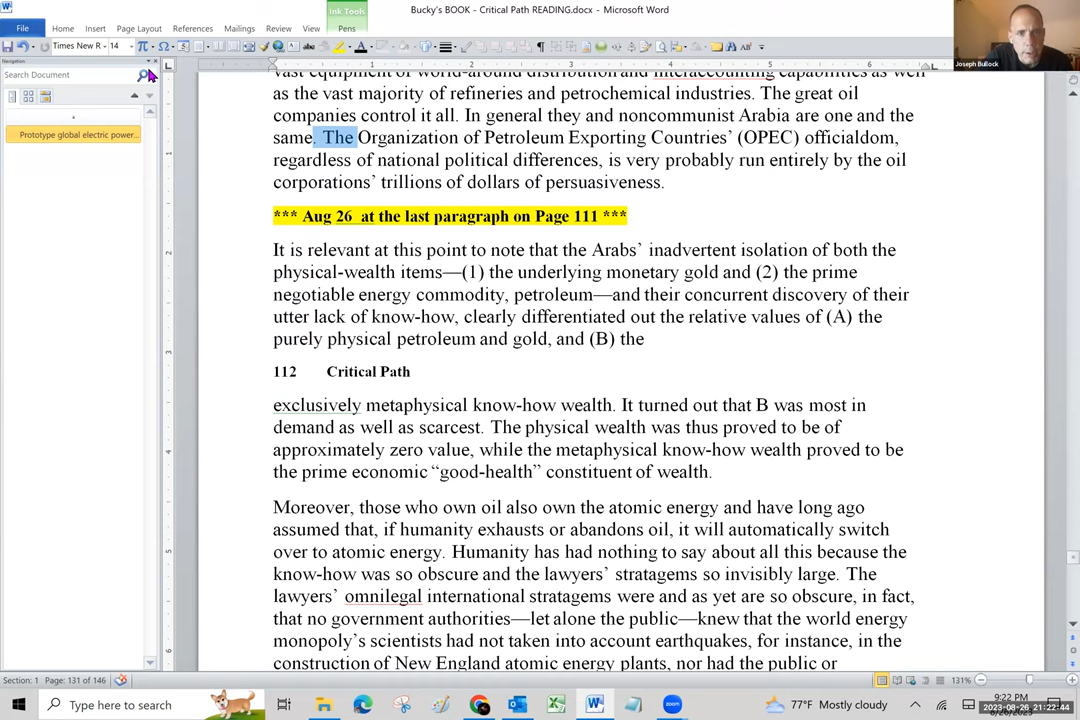 Ink Tools
Bucky's BOOK - Critical Path READING.docx - Microsoft Word
File Home Insert Page Layout References Mailings Review View Pens
Times New R 14
Navigation
Search Document
Prototype global electric power...
1 2 3 4 5 6
vast equipment of world-around distribution and interaccounting capabilities as well
as the vast majority of refineries and petrochemical industries. The great oil
companies control it all. In general they and noncommunist Arabia are one and the
same. The Organization of Petroleum Exporting Countries’ (OPEC) officialdom,
regardless of national political differences, is very probably run entirely by the oil
corporations’ trillions of dollars of persuasiveness.
*** Aug 26 at the last paragraph on Page 111 ***
It is relevant at this point to note that the Arabs’ inadvertent isolation of both the
physical-wealth items—(1) the underlying monetary gold and (2) the prime
negotiable energy commodity, petroleum—and their concurrent discovery of their
utter lack of know-how, clearly differentiated out the relative values of (A) the
purely physical petroleum and gold, and (B) the
112 Critical Path
exclusively metaphysical know-how wealth. It turned out that B was most in
demand as well as scarcest. The physical wealth was thus proved to be of
approximately zero value, while the metaphysical know-how wealth proved to be
the prime economic “good-health” constituent of wealth.
Moreover, those who own oil also own the atomic energy and have long ago
assumed that, if humanity exhausts or abandons oil, it will automatically switch
over to atomic energy. Humanity has had nothing to say about all this because the
know-how was so obscure and the lawyers’ stratagems so invisibly large. The
lawyers’ omnilegal international stratagems were and as yet are so obscure, in fact,
that no government authorities—let alone the public—knew that the world energy
monopoly’s scientists had not taken into account earthquakes, for instance, in the
construction of New England atomic energy plants, nor had the public or
Joseph Bullock
Section: 1 Page: 131 of 146
131%
Type here to search
zoom
77°F Mostly cloudy
9:22 PM
2023-08-26 21:22:44